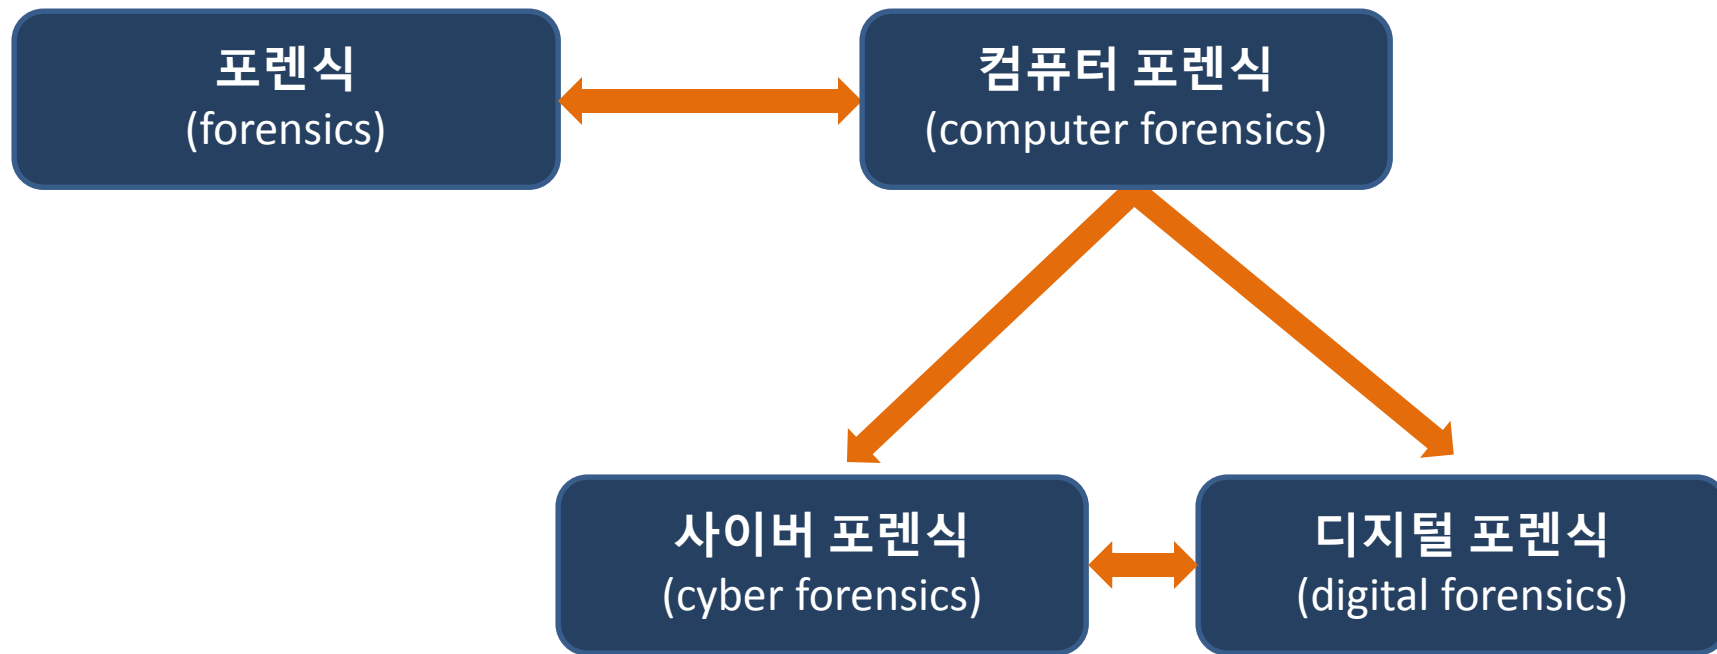 포렌식
(forensics)
컴퓨터 포렌식
(computer forensics)
사이버 포렌식
(cyber forensics)
디지털 포렌식
(digital forensics)